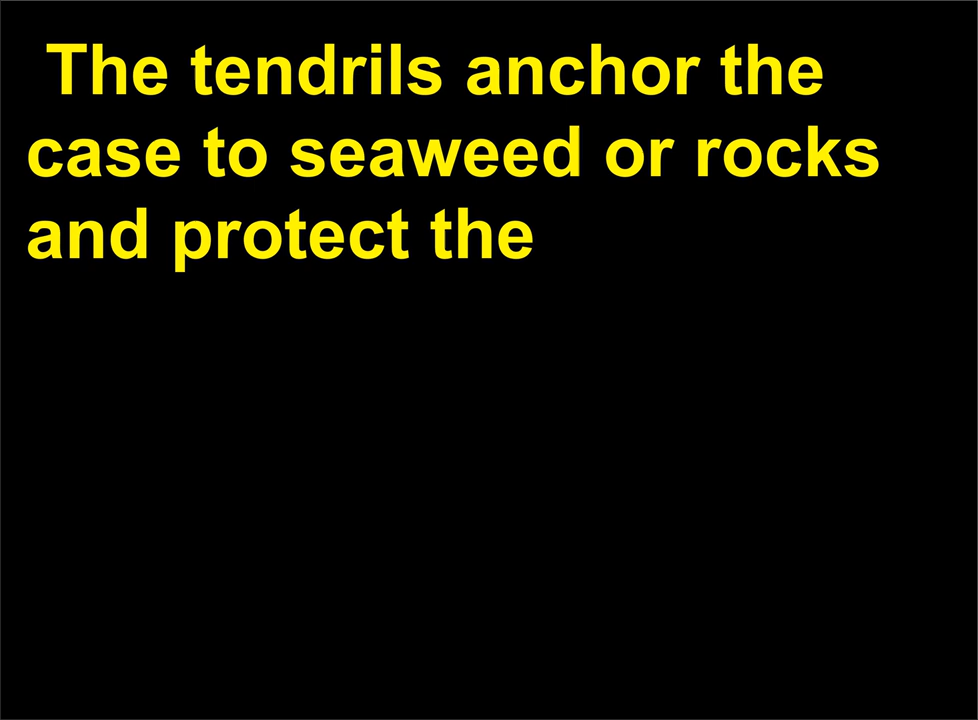 The tendrils anchor the
case to seaweed or rocks
and protect the